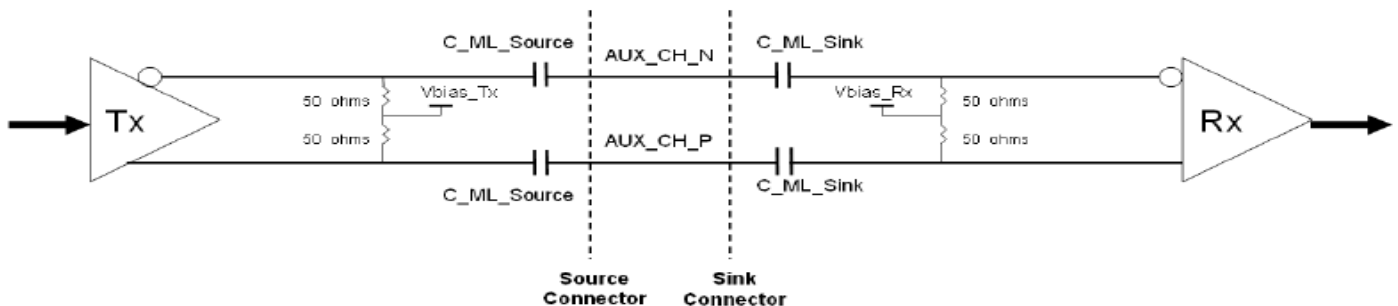 C_ML_Source
AUX_CH_N
C_ML_Sink
50 ohms
Vbias_Tx
Vbias_Rx
50 ohms
Tx
Rx
50 ohms
50 ohms
AUX_CH_P
C_ML_Source
C_ML_Sink
Source
Connector
Sink
Connector